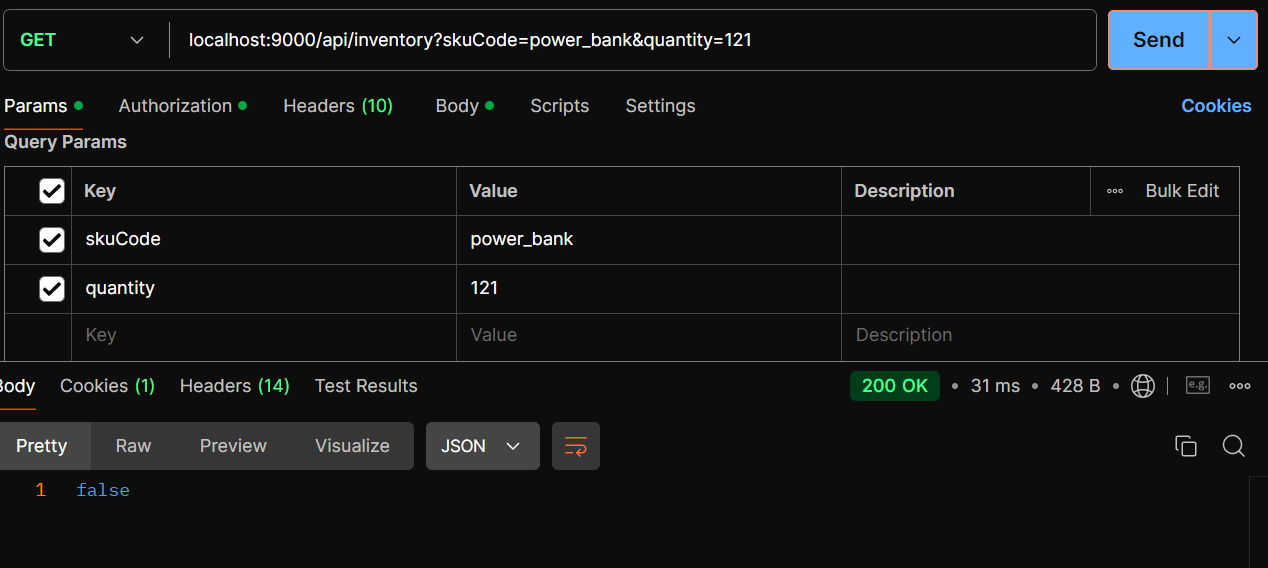 GET localhost:9000/api/inventory?skuCode=power_bank&quantity=121 Send
Params Authorization Headers (10) Body Scripts Settings Cookies
Query Params
Key Value Description Bulk Edit
skuCode power_bank
quantity 121
Key Value Description
Body Cookies (1) Headers (14) Test Results 200 OK • 31 ms • 428 B • e.g.
Pretty Raw Preview Visualize JSON
1 false